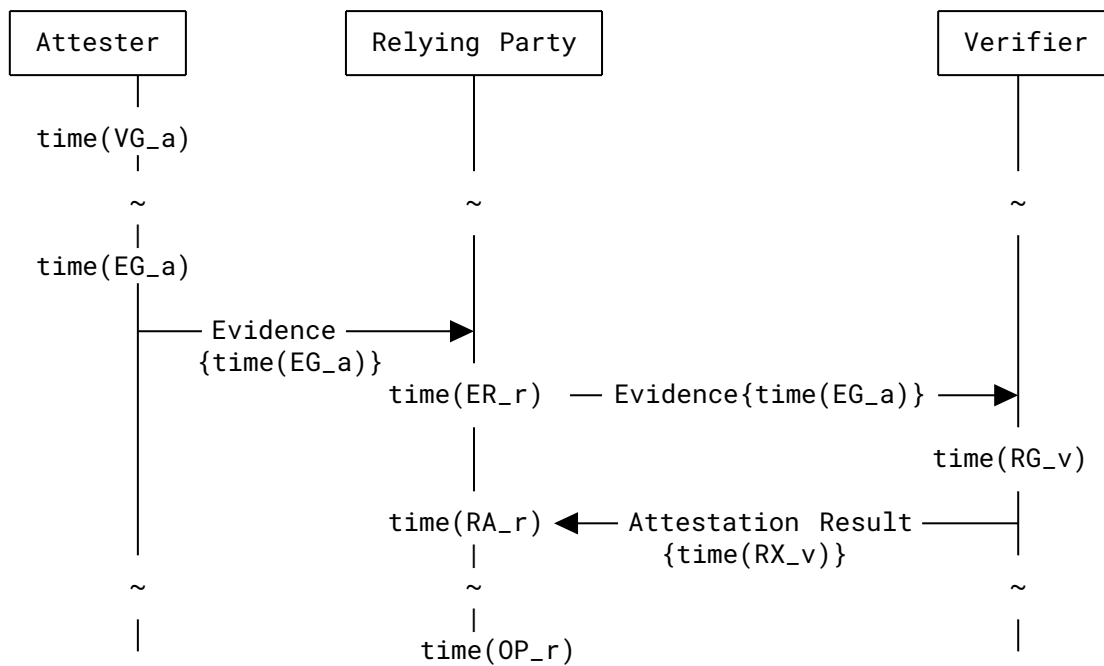 Attester
Relying Party
Verifier
time(VG_a)
~ ~ ~
time(EG_a)
Evidence
{time(EG_a)}
time(ER_r) Evidence{time(EG_a)}
time(RG_v)
time(RA_r) Attestation Result
{time(RX_v)}
~ ~ ~
time(OP_r)